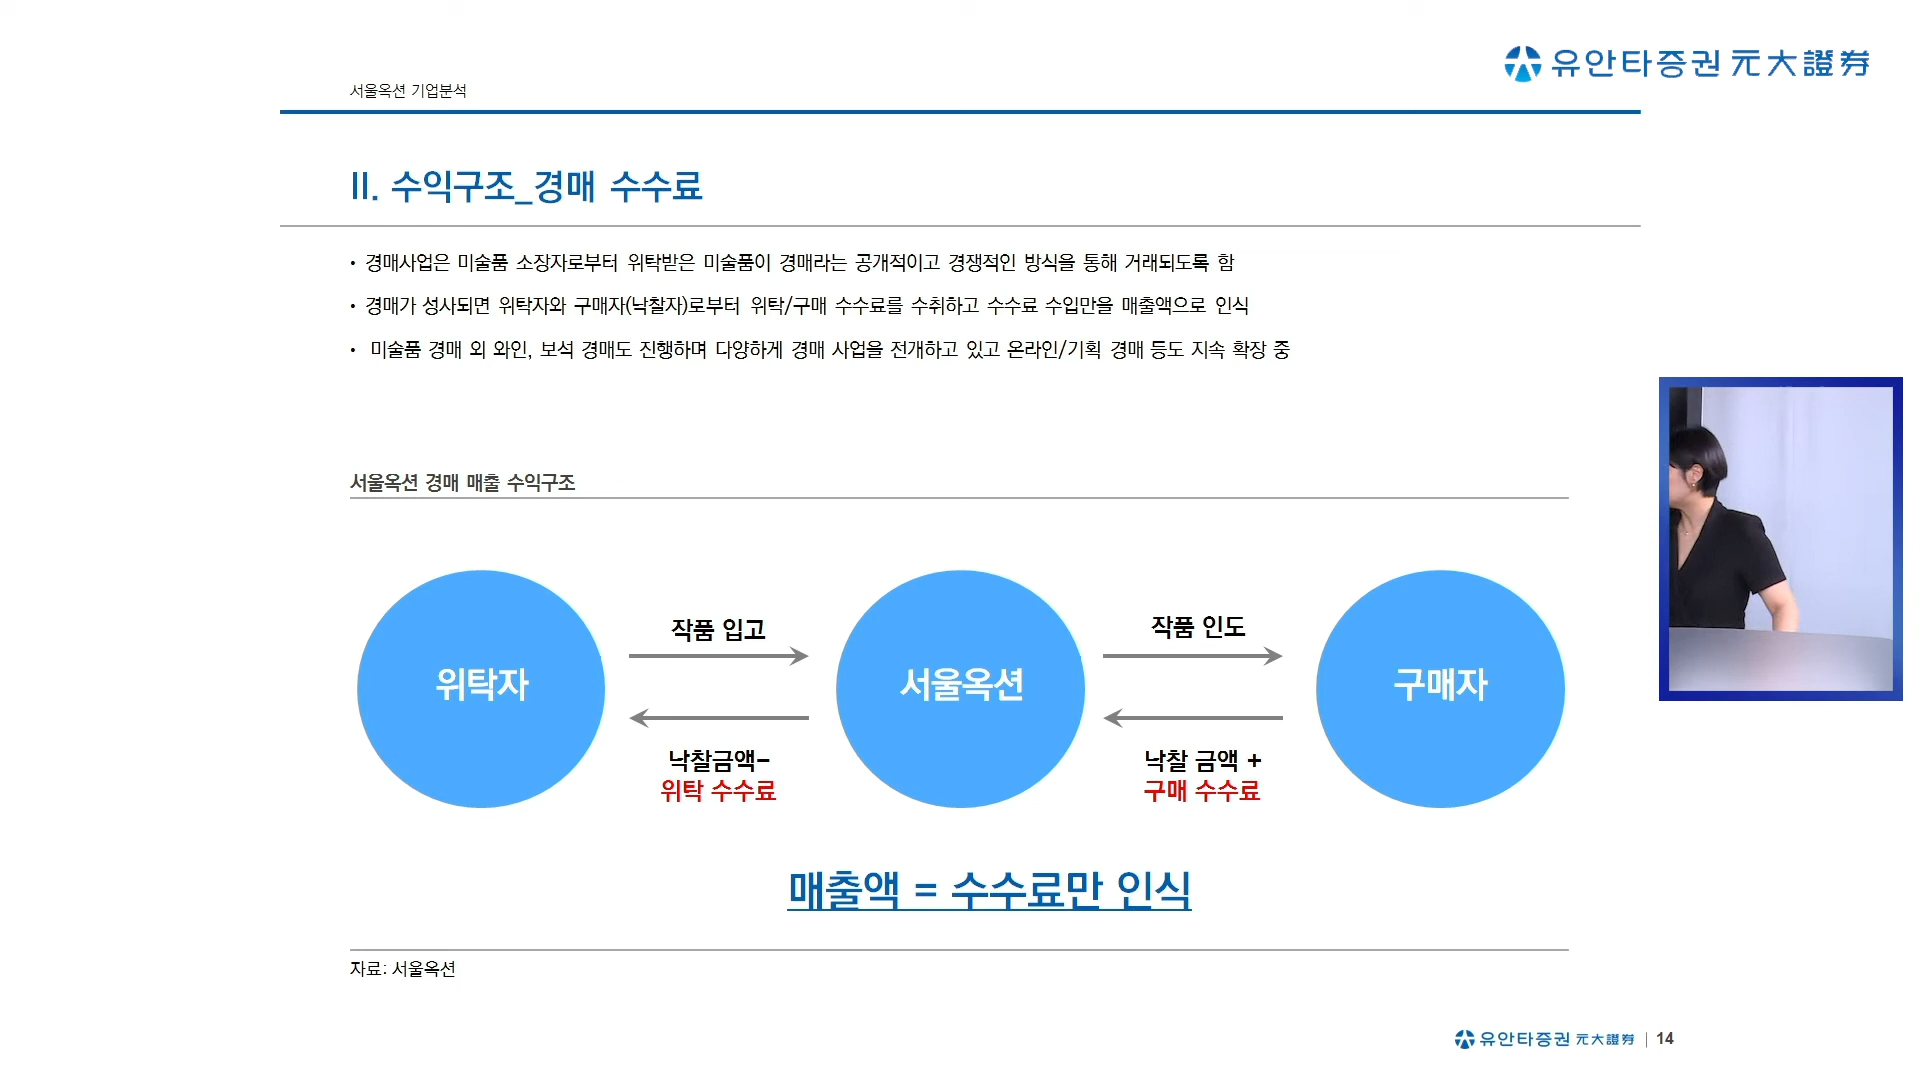 유안타증권 元大證券
서울옥션 기업분석
II. 수익구조_경매 수수료
• 경매사업은 미술품 소장자로부터 위탁받은 미술품이 경매라는 공개적이고 경쟁적인 방식을 통해 거래되도록 함
• 경매가 성사되면 위탁자와 구매자(낙찰자)로부터 위탁/구매 수수료를 수취하고 수수료 수입만을 매출액으로 인식
• 미술품 경매 외 와인, 보석 경매도 진행하며 다양하게 경매 사업을 전개하고 있고 온라인/기획 경매 등도 지속 확장 중
서울옥션 경매 매출 수익구조
위탁자
작품 입고
낙찰금액-
위탁 수수료
서울옥션
작품 인도
낙찰 금액 +
구매 수수료
구매자
매출액 = 수수료만 인식
자료: 서울옥션
유안타증권 元大證券 | 14